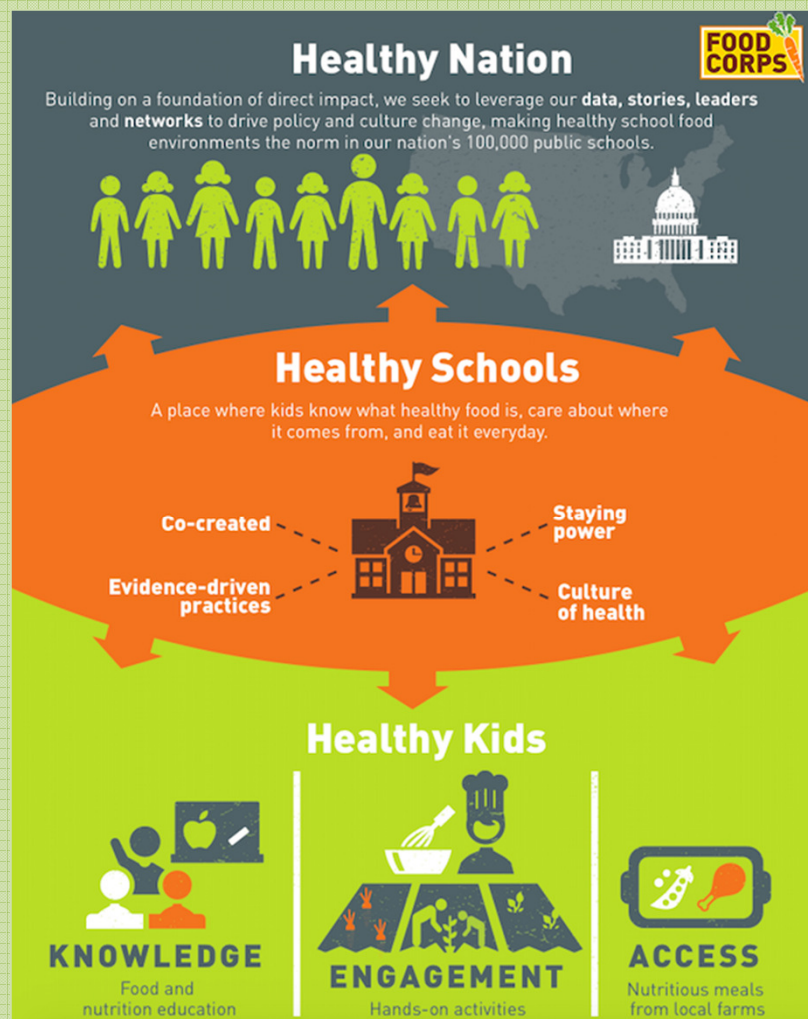 FOOD
CORPS
Healthy Nation
Building on a foundation of direct impact, we seek to leverage our data, stories, leaders
and networks to drive policy and culture change, making healthy school food
environments the norm in our nation's 100,000 public schools.
Healthy Schools
A place where kids know what healthy food is, care about where
it comes from, and eat it everyday.
Co-created
Staying
power
Evidence-driven
practices
Culture
of health
Healthy Kids
KNOWLEDGE
Food and
nutrition education
ENGAGEMENT
Hands-on activities
ACCESS
Nutritious meals
from local farms